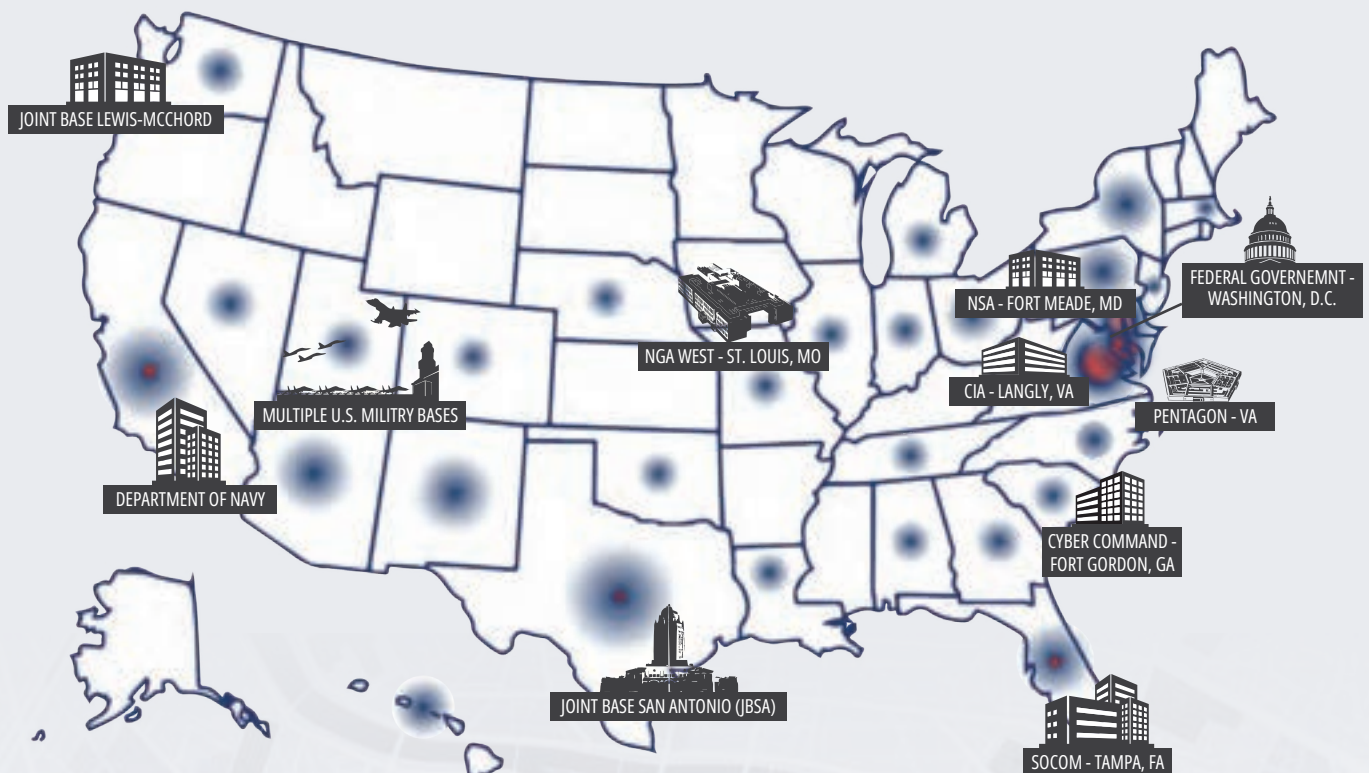 JOINT BASE LEWIS-MCCHORD
FEDERAL GOVERNEMNT -
WASHINGTON, D.C.
NSA - FORT MEADE, MD
NGA WEST - ST. LOUIS, MO
CIA - LANGLY, VA
MULTIPLE U.S. MILITRY BASES
PENTAGON - VA
DEPARTMENT OF NAVY
CYBER COMMAND -
FORT GORDON, GA
JOINT BASE SAN ANTONIO (JBSA)
SOCOM - TAMPA, FA